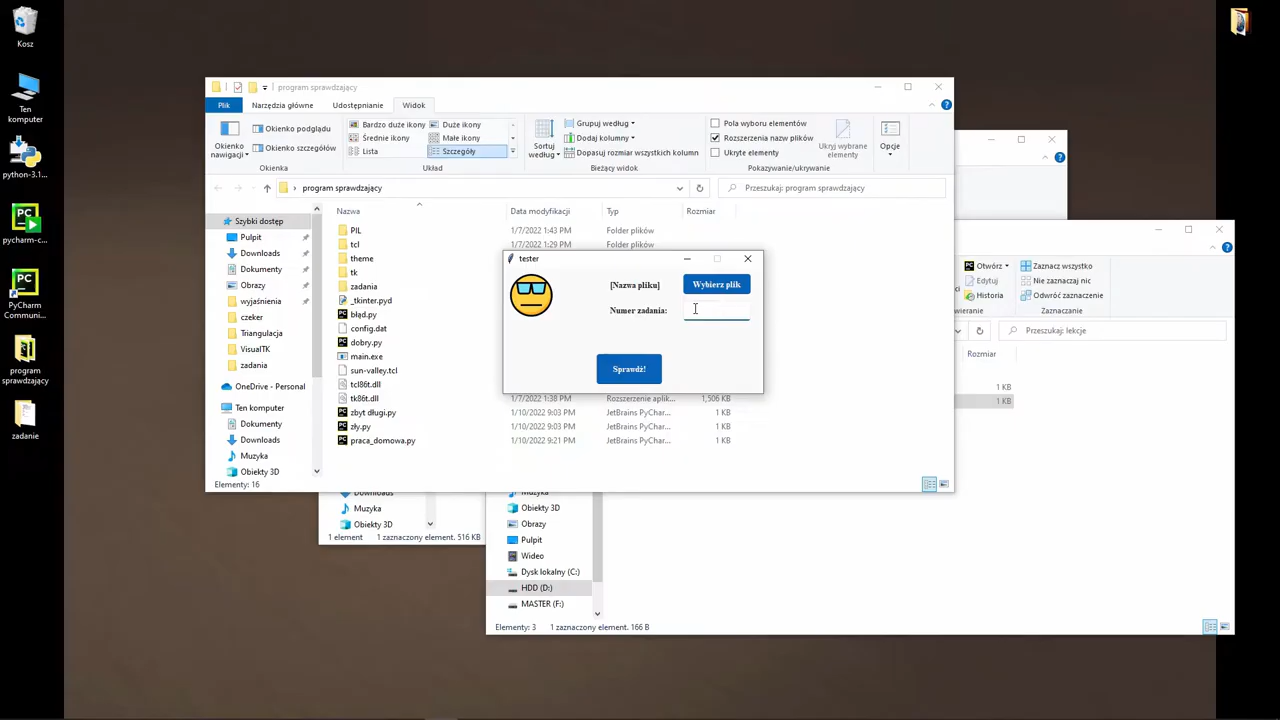 Kosz
Ten
komputer
python-3.1...
pycharm-c...
PyCharm
Communi...
program
sprawdzający
zadanie
program sprawdzający
Plik
Narzędzia główne
Udostępnianie
Widok
Okienko
nawigacji
Okienko podglądu
Okienko szczegółów
Okienka
Bardzo duże ikony
Duże ikony
Średnie ikony
Małe ikony
Lista
Szczegóły
Układ
Sortuj
według
Grupuj według
Dodaj kolumny
Dopasuj rozmiar wszystkich kolumn
Bieżący widok
Pola wyboru elementów
Rozszerzenia nazw plików
Ukryte elementy
Ukryj wybrane
elementy
Pokazywanie/ukrywanie
Opcje
program sprawdzający
Przeszukaj: program sprawdzający
Szybki dostęp
Pulpit
Downloads
Dokumenty
Obrazy
wyjaśnienia
czeker
Triangulacja
VisualTK
zadania
OneDrive - Personal
Ten komputer
Dokumenty
Downloads
Muzyka
Obiekty 3D
Nazwa
Data modyfikacji
Typ
Rozmiar
PIL 1/7/2022 1:43 PM Folder plików
tcl 1/7/2022 1:29 PM Folder plików
theme
tk
zadania
_tkinter.pyd
błąd.py
config.dat
dobry.py
main.exe
sun-valley.tcl
tcl86t.dll
tk86t.dll 1/7/2022 1:38 PM Rozszerzenie aplik... 1,506 KB
zbyt długi.py 1/10/2022 9:03 PM JetBrains PyChar... 1 KB
zły.py 1/10/2022 9:03 PM JetBrains PyChar... 1 KB
praca_domowa.py 1/10/2022 9:21 PM JetBrains PyChar... 1 KB
Elementy: 16
tester
[Nazwa pliku]
Wybierz plik
Numer zadania:
Sprawdź!
Downloads
Muzyka
Obiekty 3D
1 element
1 zaznaczony element. 516 KB
Otwórz
Edytuj
Historia
Zaznacz wszystko
Nie zaznaczaj nic
Odwróć zaznaczenie
Zaznaczanie
Przeszukaj: lekcje
Rozmiar
1 KB
1 KB
Muzyka
Obiekty 3D
Obrazy
Pulpit
Wideo
Dysk lokalny (C:)
HDD (D:)
MASTER (F:)
Elementy: 3
1 zaznaczony element. 166 B